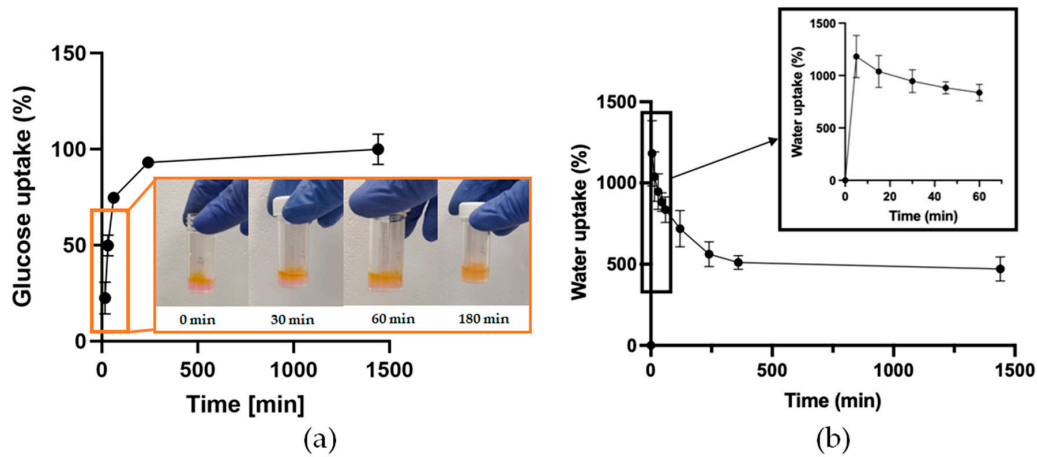 150
100
50
0
Glucose uptake (%)
0 min
30 min
60 min
180 min
0
500
1000
1500
Time [min]
(a)
1500
1000
500
0
Water uptake (%)
0
500
1000
1500
Time (min)
1500
1000
500
0
Water uptake (%)
0
20
40
60
Time (min)
(b)